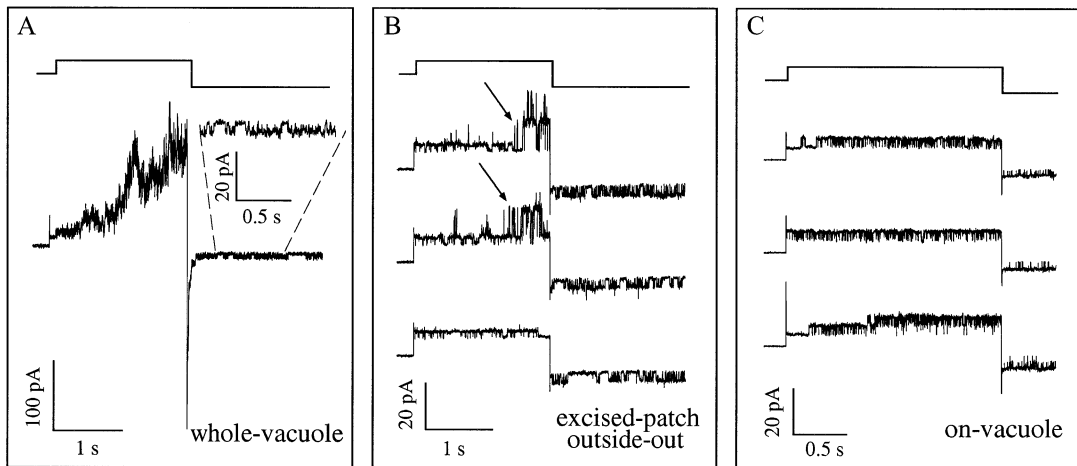 A
20 pA
0.5 s
100 pA
1 s
whole-vacuole
B
20 pA
1 s
excised-patch
outside-out
C
20 pA
0.5 s
on-vacuole